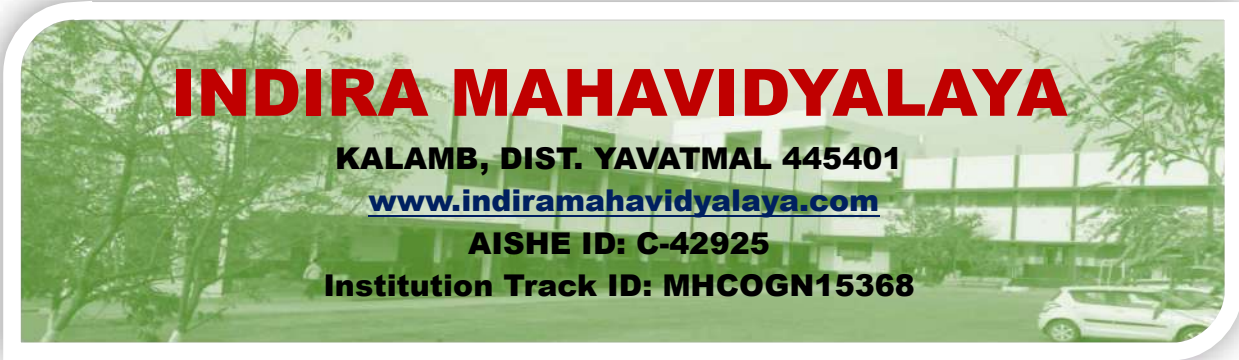 INDIRA MAHAVIDYALAYA
KALAMB, DIST. YAVATMAL 445401
www.indiramahavidyalaya.com
AISHE ID: C-42925
Institution Track ID: MHCOGN15368